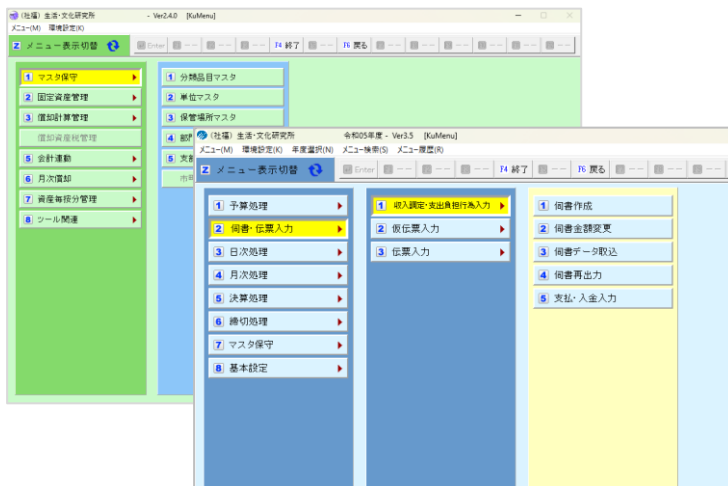 (社福) 生活・文化研究所 - Ver2.4.0 [KuMenu]
メニュー(M) 環境設定(K)
Z メニュー表示切替 Enter -- -- -- -- F4 終了 -- F6 戻る -- -- -- -- -- --
1 マスタ保守
2 固定資産管理
3 償却計算管理
償却資産税管理
5 会計連動
6 月次償却
7 資産毎按分管理
8 ツール関連
1 分類品目マスタ
2 単位マスタ
3 保管場所マスタ
4 部門
5 支
市
(社福) 生活・文化研究所 令和05年度 - Ver3.5 [KuMenu]
メニュー(M) 環境設定(K) 年度選択(N) メニュー検索(S) メニュー履歴(R)
Z メニュー表示切替 Enter -- -- -- -- F4 終了 -- F6 戻る -- -- -- --
1 予算処理
2 伺書・伝票入力
3 日次処理
4 月次処理
5 決算処理
6 締切処理
7 マスタ保守
8 基本設定
1 収入調定・支出負担行為入力
2 仮伝票入力
3 伝票入力
1 伺書作成
2 伺書金額変更
3 伺書データ取込
4 伺書再出力
5 支払・入金入力